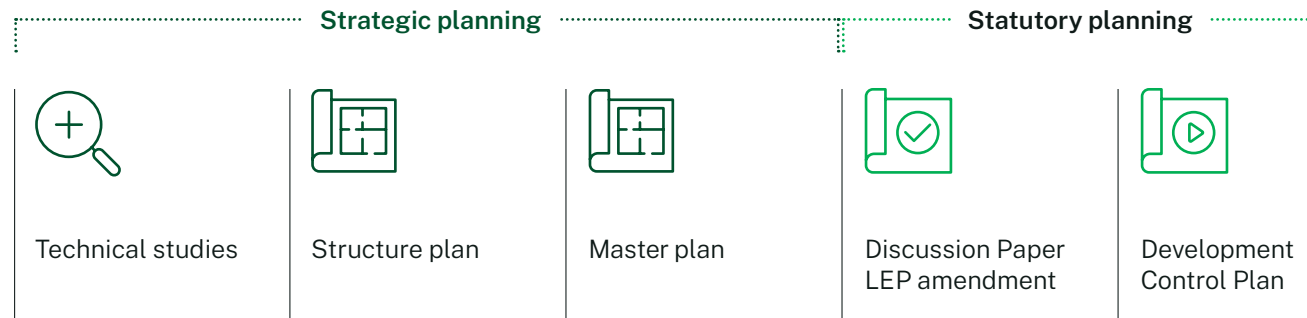 Strategic planning
Statutory planning
Technical studies
Structure plan
Master plan
Discussion Paper
LEP amendment
Development
Control Plan